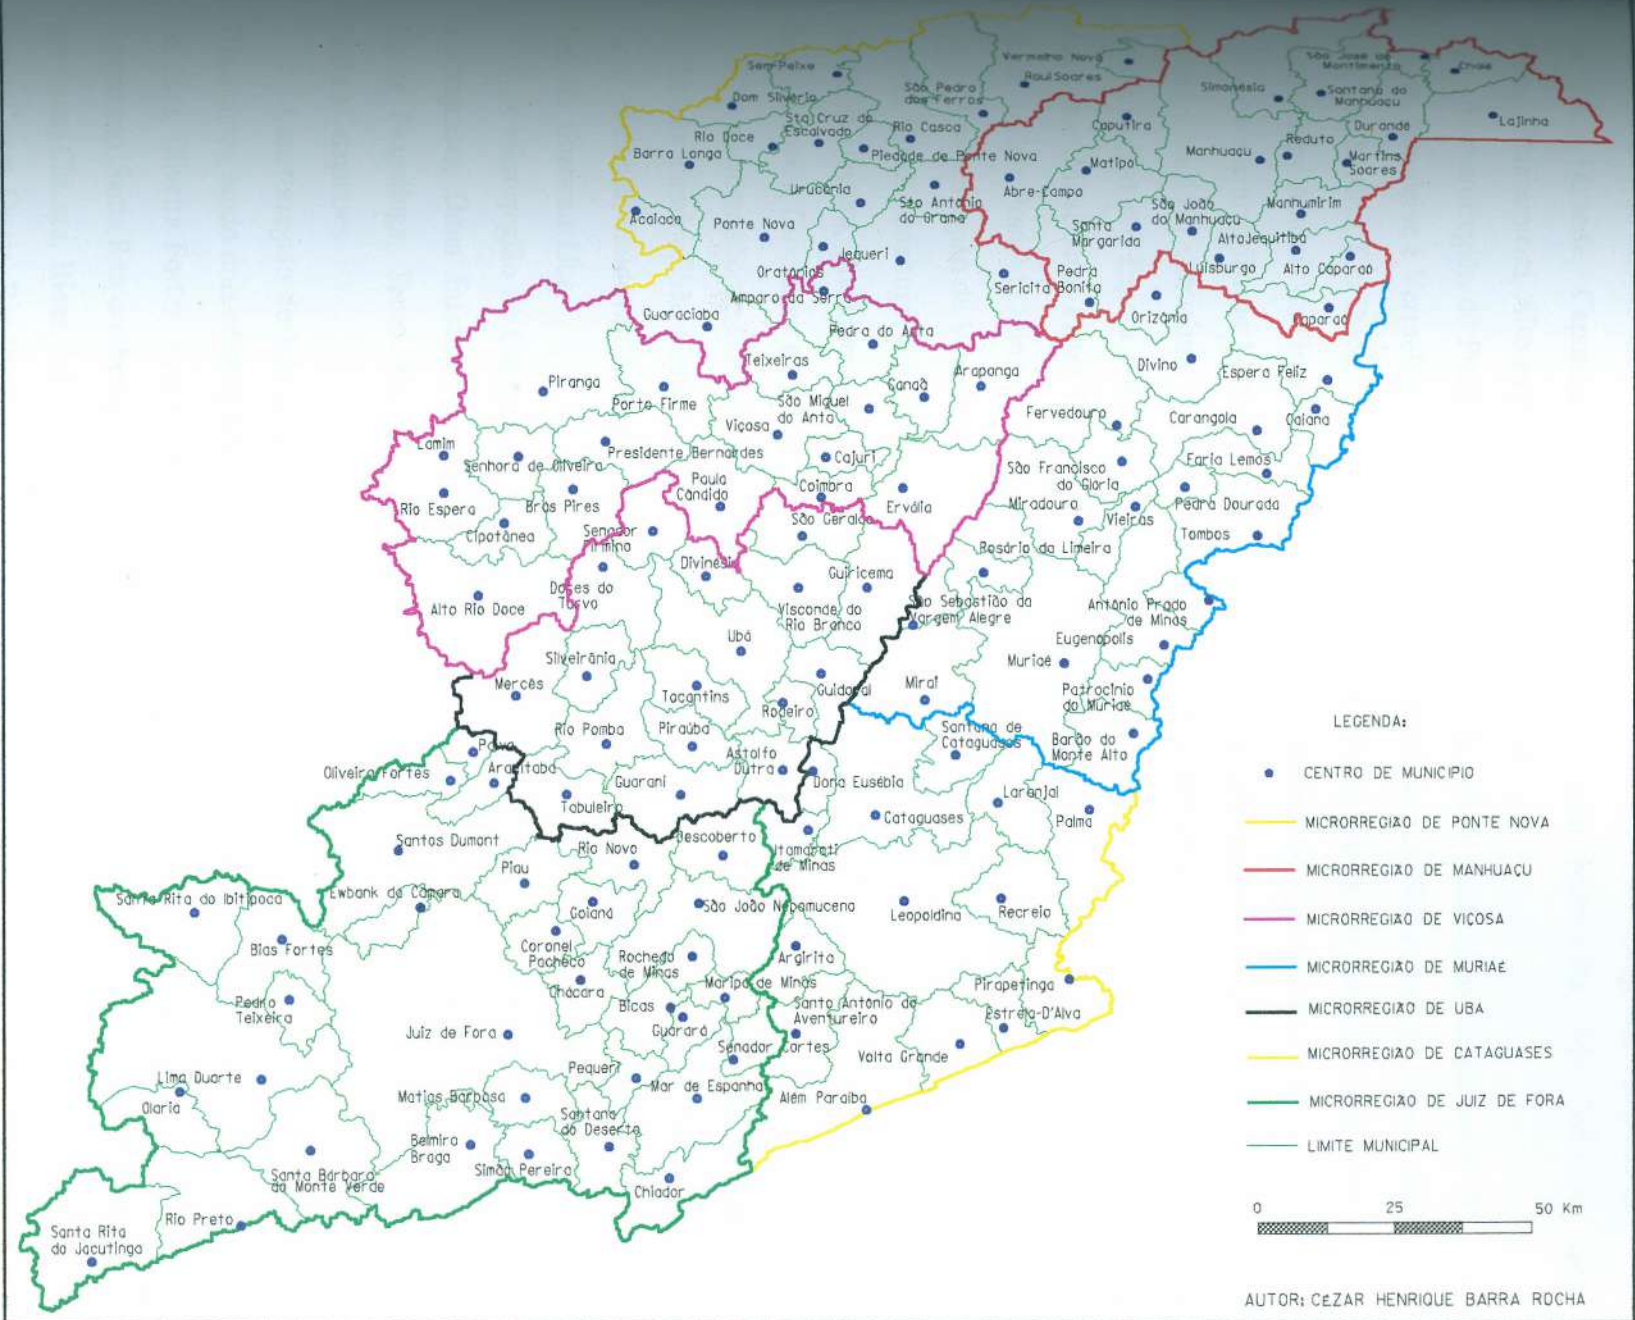 Sem-Peixe
Vermelho Novo
Raul Soares
São José do
Mantimento
Chalé
Dom Silvério
São Pedro
dos Ferros
Simonésia
Santana do
Manhuaçu
Lajinha
Rio Doce
Sta Cruz do
Escalvado
Rio Casca
Caputira
Durandé
Reduto
Barra Longa
Piedade de Ponte Nova
Matipó
Manhuaçu
Martins
Soares
Urucânia
Abre-Campo
Acaiaca
Sto Antônio
do Grama
Ponte Nova
Santa
Margarida
São João
do Manhuaçu
Manhumirim
Alto Jequitibá
Oratórios
Jequeri
Sericita
Pedra
Bonita
Luisburgo
Alto Caparaó
Amparo da Serra
Guaraciaba
Orizânia
Caparaó
Pedra do Anta
Teixeiras
Piranga
Porto Firme
São Miguel
do Anta
Canaã
Araponga
Divino
Espera Feliz
Viçosa
Fervedouro
Carangola
Caiana
Lamim
Senhora de Oliveira
Presidente Bernardes
Cajuri
Faria Lemos
São Francisco
do Glória
Paula
Cândido
Coimbra
Ervália
Rio Espera
Brás Pires
Miradouro
Vieiras
Pedra Dourada
Cipotânea
Senador
Firmino
São Geraldo
Tombos
Rosário da Limeira
Divinésia
Guiricema
Alto Rio Doce
Dores do
Turvo
Visconde do
Rio Branco
São Sebastião da
Vargem Alegre
Antônio Prado
de Minas
Ubá
Eugenópolis
Silveirânia
Muriaé
Mercês
Tocantins
Guidoval
Miraí
Patrocínio
do Muriaé
Rodeiro
Rio Pomba
Piraúba
Santana de
Cataguases
Barão do
Monte Alto
Paiva
Astolfo
Dutra
Oliveira Fortes
Aracitaba
Guarani
Dona Eusébia
Tabuleiro
Laranjal
Palma
Cataguases
Santos Dumont
Rio Novo
Descoberto
Itamarati
de Minas
Piau
Santa Rita do Ibitipoca
Ewbank da Câmara
Goianá
São João Nepomuceno
Leopoldina
Recreio
Bias Fortes
Coronel
Pacheco
Rochedo
de Minas
Argirita
Chácara
Maripá de Minas
Pirapetinga
Pedro
Teixeira
Bicas
Guarará
Santo Antônio do
Aventureiro
Estrela-D'Alva
Juiz de Fora
Senador Cortes
Volta Grande
Pequeri
Lima Duarte
Mar de Espanha
Olaria
Matias Barbosa
Santana
do Deserto
Além Paraíba
Belmiro
Braga
Simão Pereira
Santa Bárbara
do Monte Verde
Chiador
Rio Preto
Santa Rita
do Jacutinga
LEGENDA:
CENTRO DE MUNICIPIO
MICRORREGIÃO DE PONTE NOVA
MICRORREGIÃO DE MANHUAÇU
MICRORREGIÃO DE VIÇOSA
MICRORREGIÃO DE MURIAÉ
MICRORREGIÃO DE UBA
MICRORREGIÃO DE CATAGUASES
MICRORREGIÃO DE JUIZ DE FORA
LIMITE MUNICIPAL
0 25 50 Km
AUTOR: CÉZAR HENRIQUE BARRA ROCHA